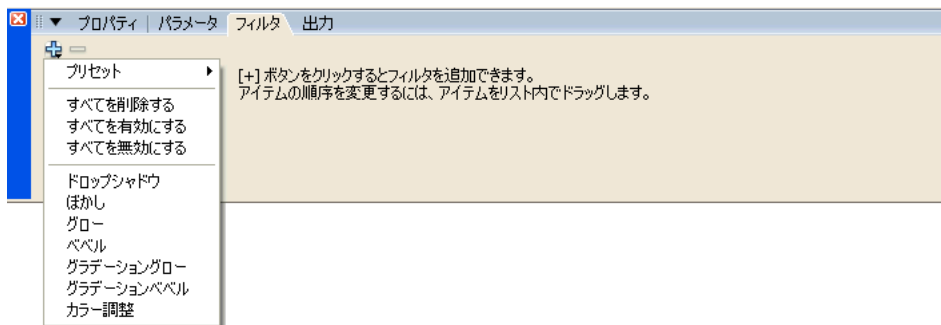 プロパティ | パラメータ フィルタ 出力
プリセット
[+] ボタンをクリックするとフィルタを追加できます。
アイテムの順序を変更するには、アイテムをリスト内でドラッグします。
すべてを削除する
すべてを有効にする
すべてを無効にする
ドロップシャドウ
ぼかし
グロー
ベベル
グラデーショングロー
グラデーションベベル
カラー調整